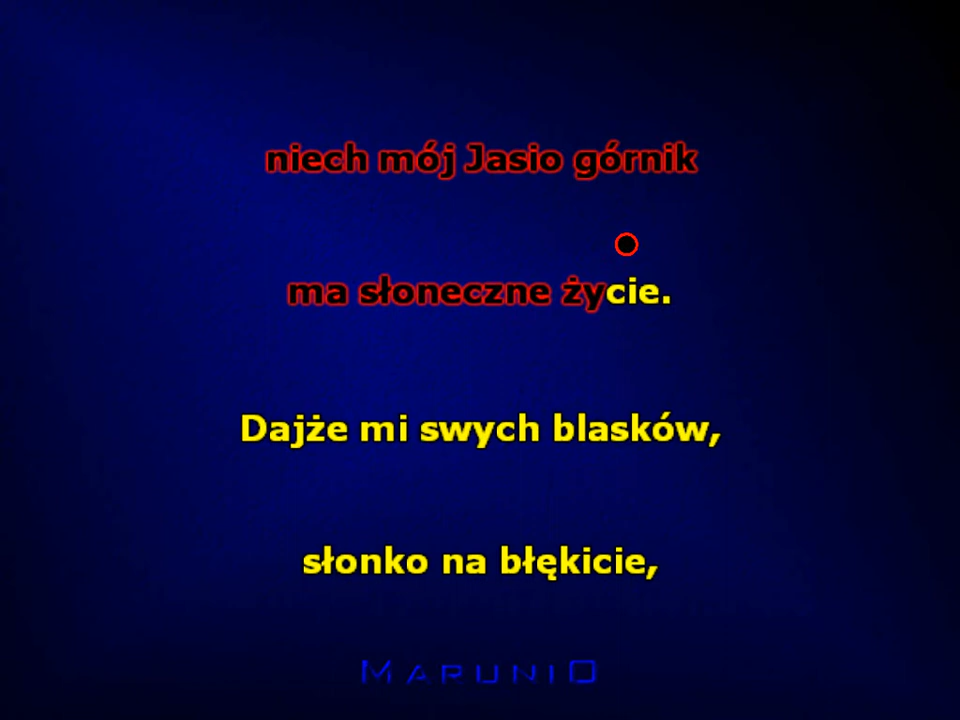 niech mój Jasio górnik
ma słoneczne życie.
Dajże mi swych blasków,
słonko na błękicie,
MARUNIO